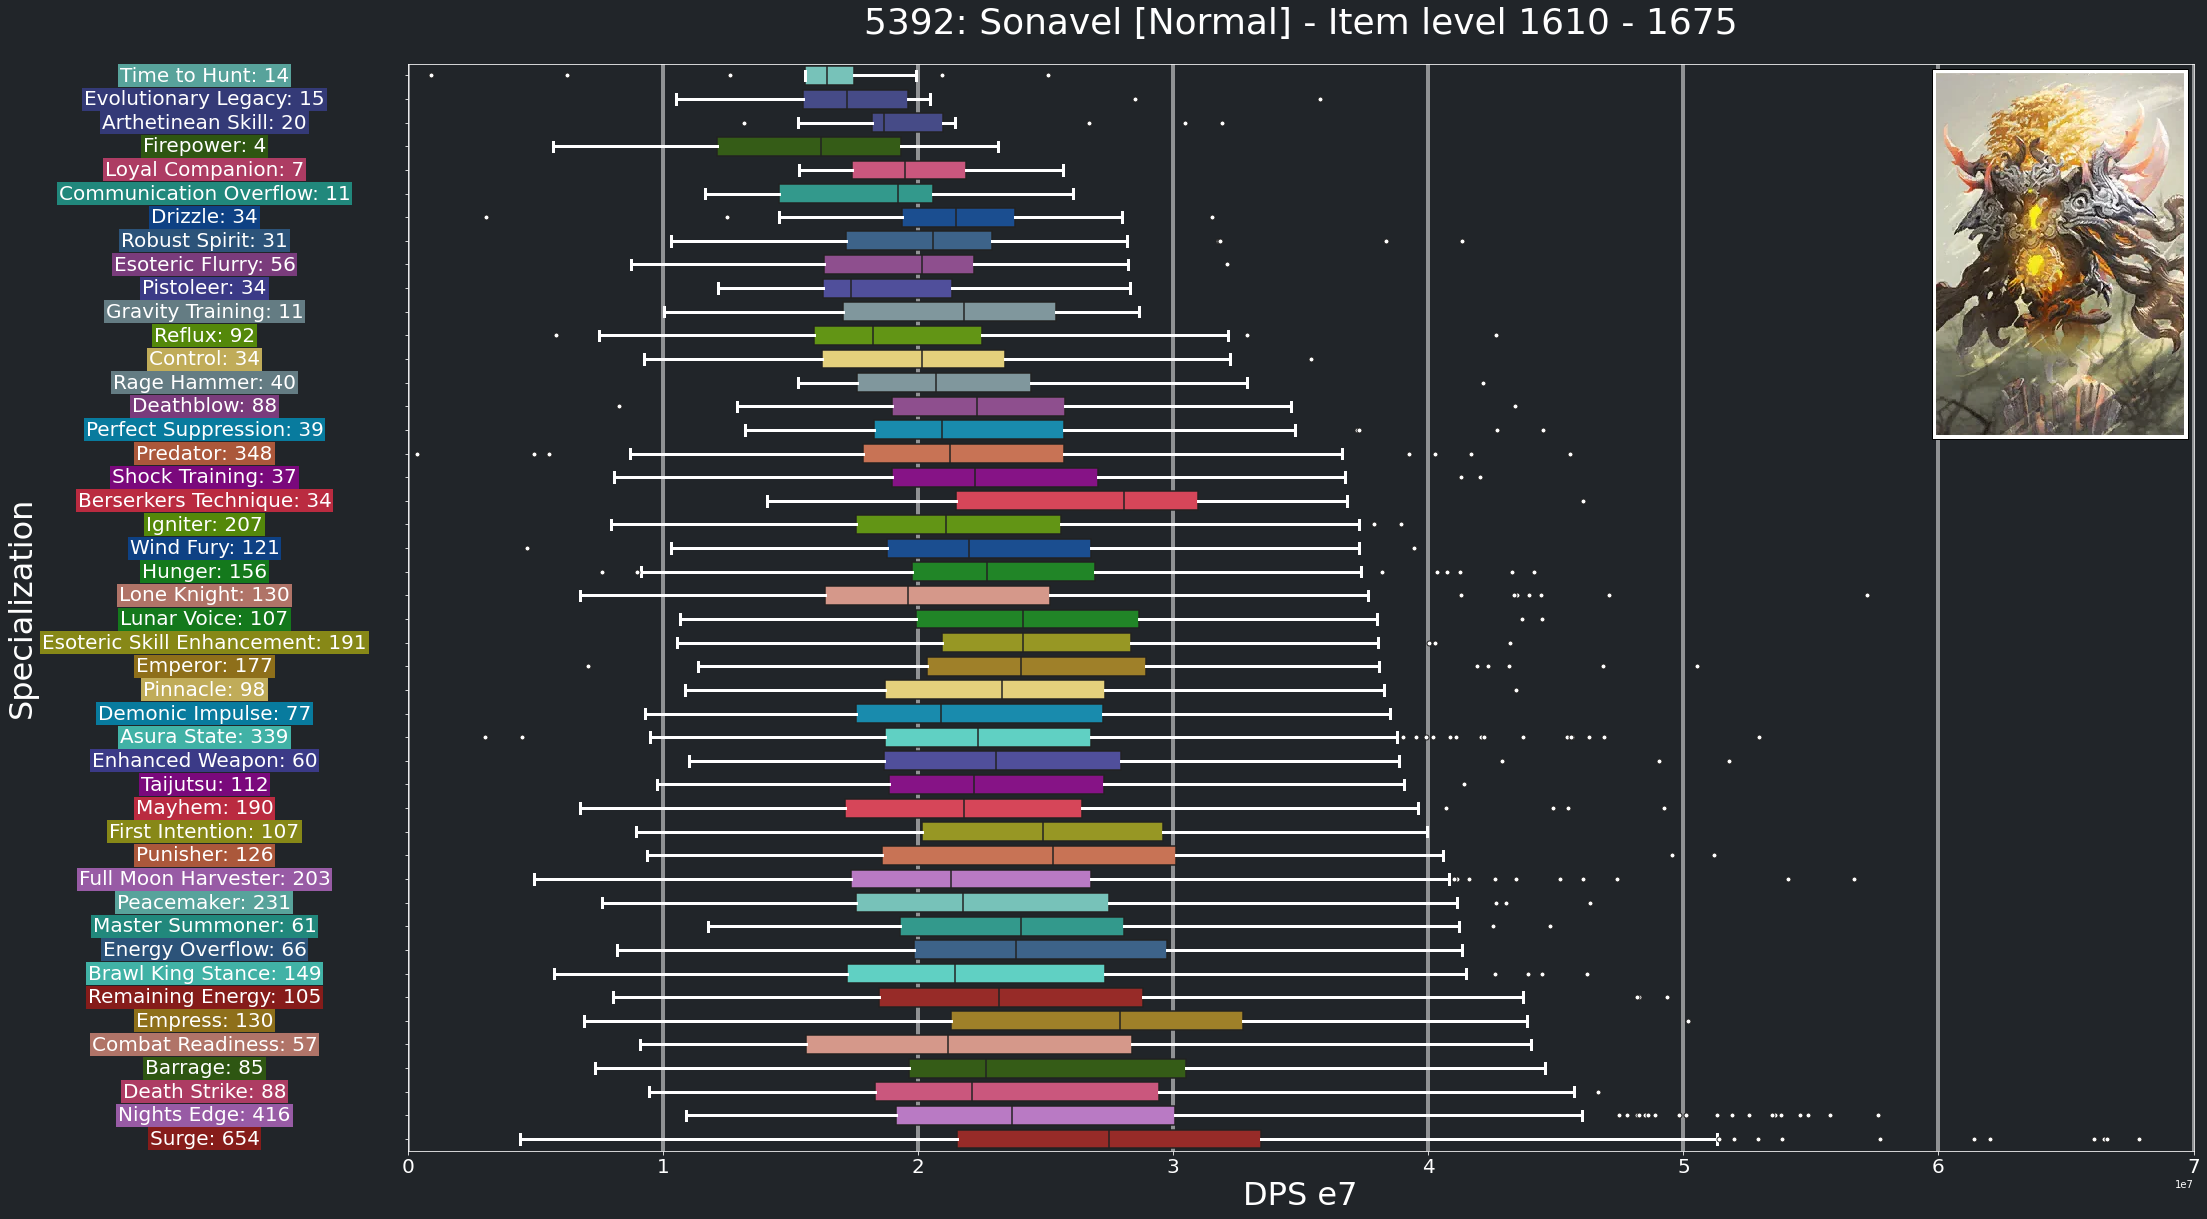 5392: Sonavel [Normal] - Item level 1610 - 1675
Time to Hunt: 14
Evolutionary Legacy: 15
Arthetinean Skill: 20
Firepower: 4
Loyal Companion: 7
Communication Overflow: 11
Drizzle: 34
Robust Spirit: 31
Esoteric Flurry: 56
Pistoleer: 34
Gravity Training: 11
Reflux: 92
Control: 34
Rage Hammer: 40
Deathblow: 88
Perfect Suppression: 39
Predator: 348
Shock Training: 37
Berserkers Technique: 34
Igniter: 207
Wind Fury: 121
Hunger: 156
Lone Knight: 130
Lunar Voice: 107
Esoteric Skill Enhancement: 191
Emperor: 177
Pinnacle: 98
Demonic Impulse: 77
Asura State: 339
Enhanced Weapon: 60
Taijutsu: 112
Mayhem: 190
First Intention: 107
Punisher: 126
Full Moon Harvester: 203
Peacemaker: 231
Master Summoner: 61
Energy Overflow: 66
Brawl King Stance: 149
Remaining Energy: 105
Empress: 130
Combat Readiness: 57
Barrage: 85
Death Strike: 88
Nights Edge: 416
Surge: 654
Specialization
0 1 2 3 4 5 6 7
1e7
DPS e7